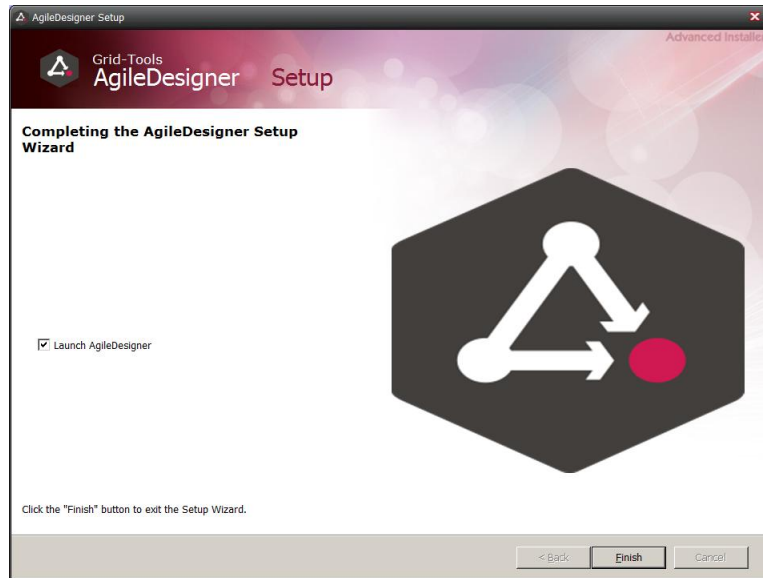 AgileDesigner Setup
Advanced Installer
Grid-Tools
AgileDesigner Setup
Completing the AgileDesigner Setup
Wizard
Launch AgileDesigner
Click the "Finish" button to exit the Setup Wizard.
< Back
Finish
Cancel